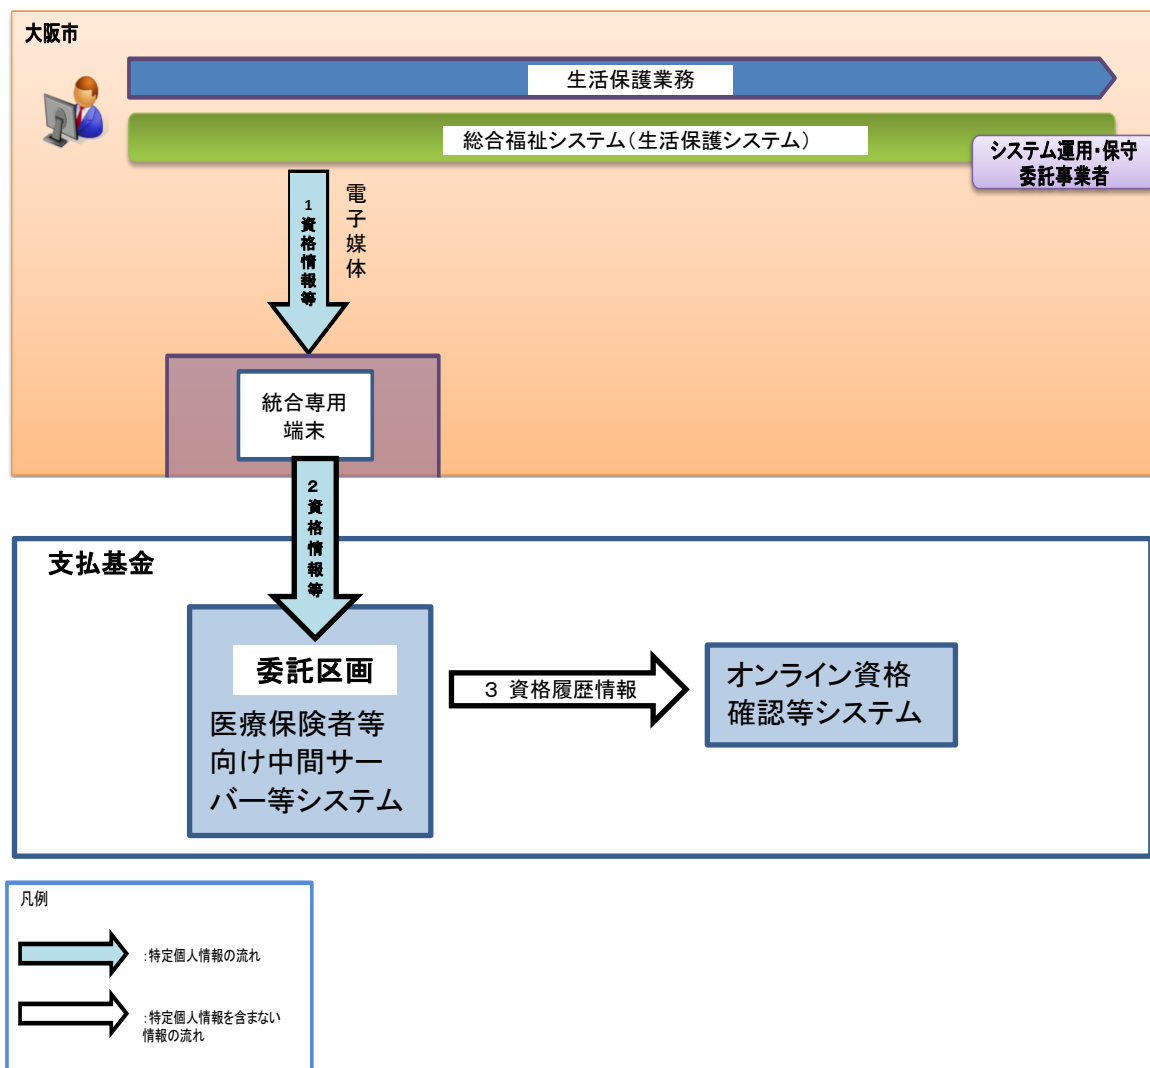 大阪市
生活保護業務
総合福祉システム(生活保護システム)
システム運用・保守
委託事業者
1資格情報等
電子媒体
統合専用
端末
2資格情報等
支払基金
委託区画
医療保険者等
向け中間サー
バー等システム
3 資格履歴情報
オンライン資格
確認等システム
凡例
:特定個人情報の流れ
:特定個人情報を含まない
情報の流れ